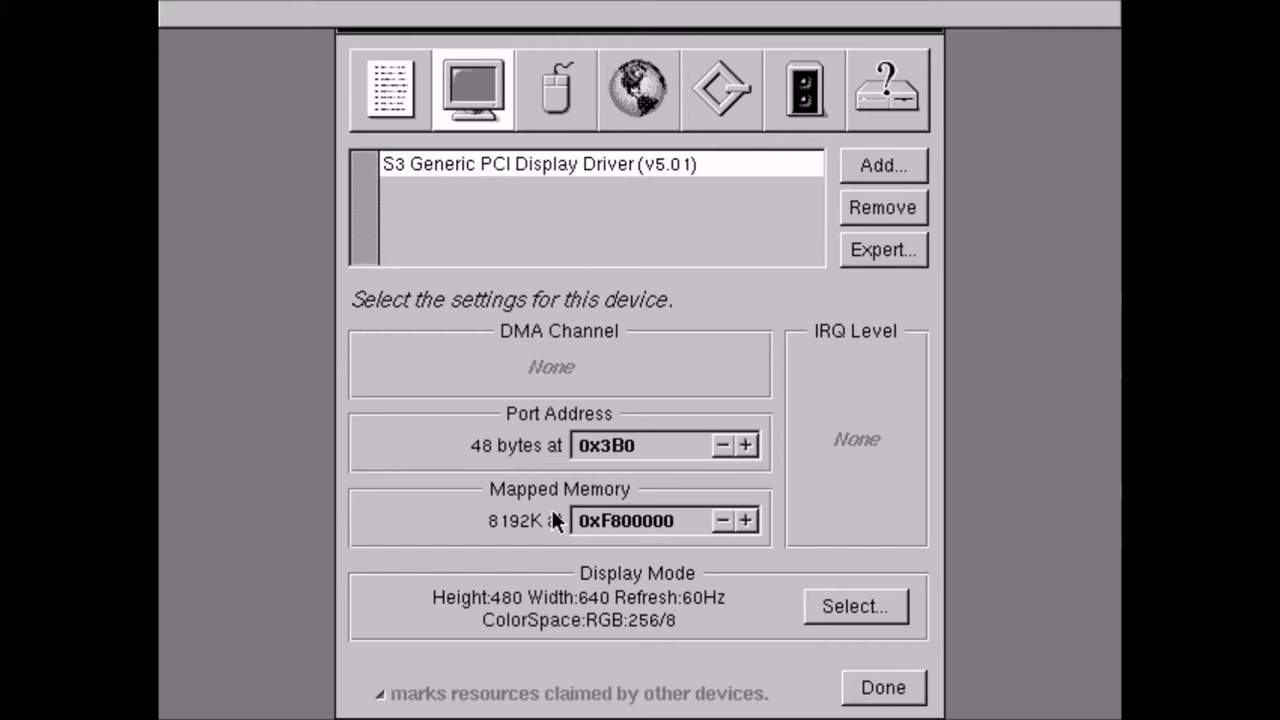 ?
S3 Generic PCI Display Driver (v5.01)
Add...
Remove
Expert...
Select the settings for this device.
DMA Channel
None
IRQ Level
None
Port Address
48 bytes at 0x3B0 − +
Mapped Memory
8192K 0xF800000 − +
Display Mode
Height:480 Width:640 Refresh:60Hz
ColorSpace:RGB:256/8
Select...
marks resources claimed by other devices.
Done